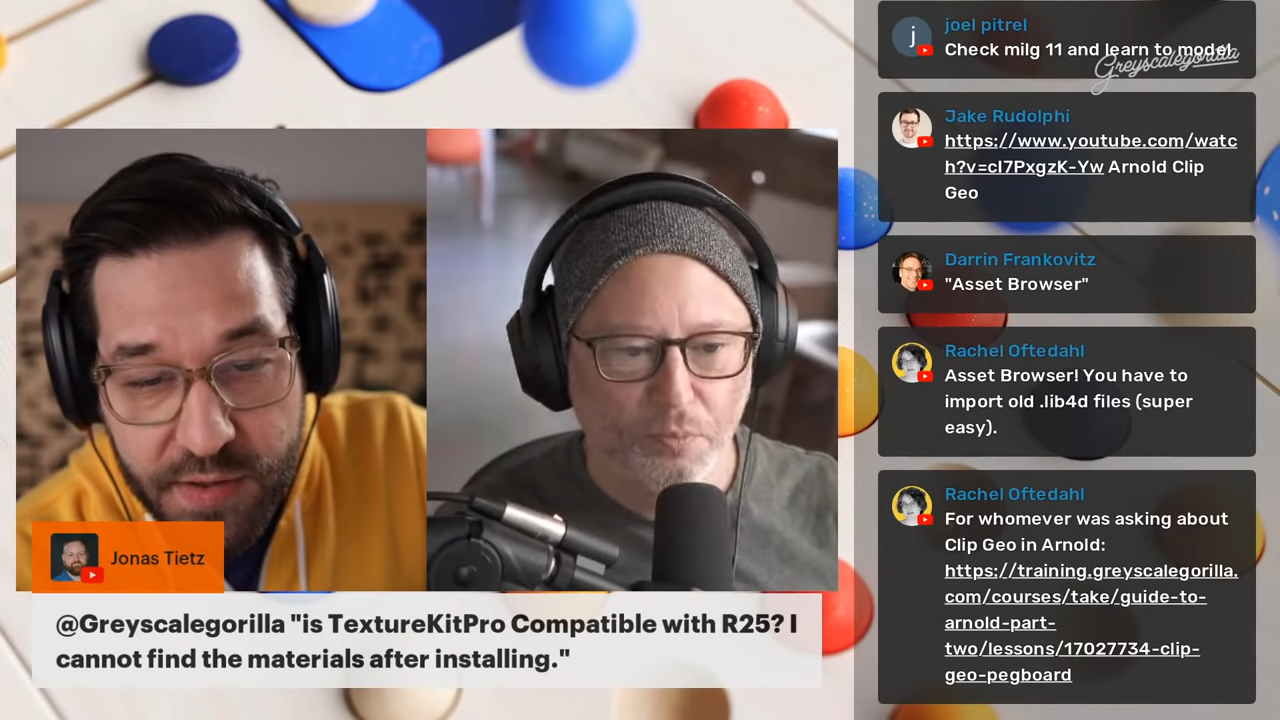 joel pitrel
Check milg 11 and learn to model
Greyscalegorilla
Jake Rudolphi
https://www.youtube.com/watc
h?v=cI7PxgzK-Yw Arnold Clip
Geo
Darrin Frankovitz
"Asset Browser"
Rachel Oftedahl
Asset Browser! You have to
import old .lib4d files (super
easy).
Rachel Oftedahl
For whomever was asking about
Clip Geo in Arnold:
https://training.greyscalegorilla.
com/courses/take/guide-to-
arnold-part-
two/lessons/17027734-clip-
geo-pegboard
j
Jonas Tietz
@Greyscalegorilla "is TextureKitPro Compatible with R25? I
cannot find the materials after installing."